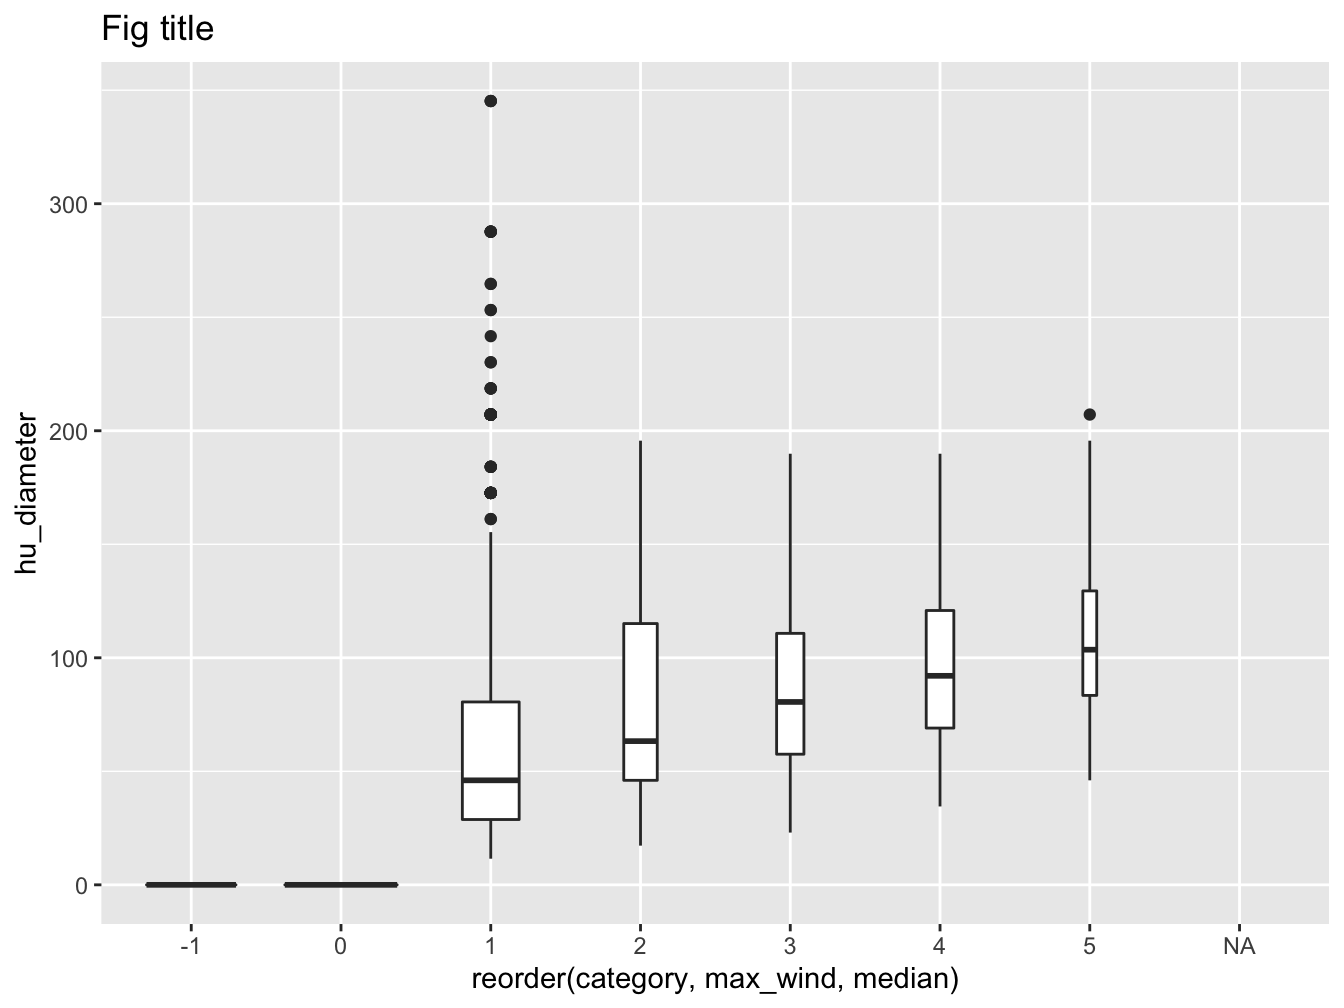 Fig title
hu_diameter
300
200
100
0
-1 0 1 2 3 4 5 NA
reorder(category, max_wind, median)